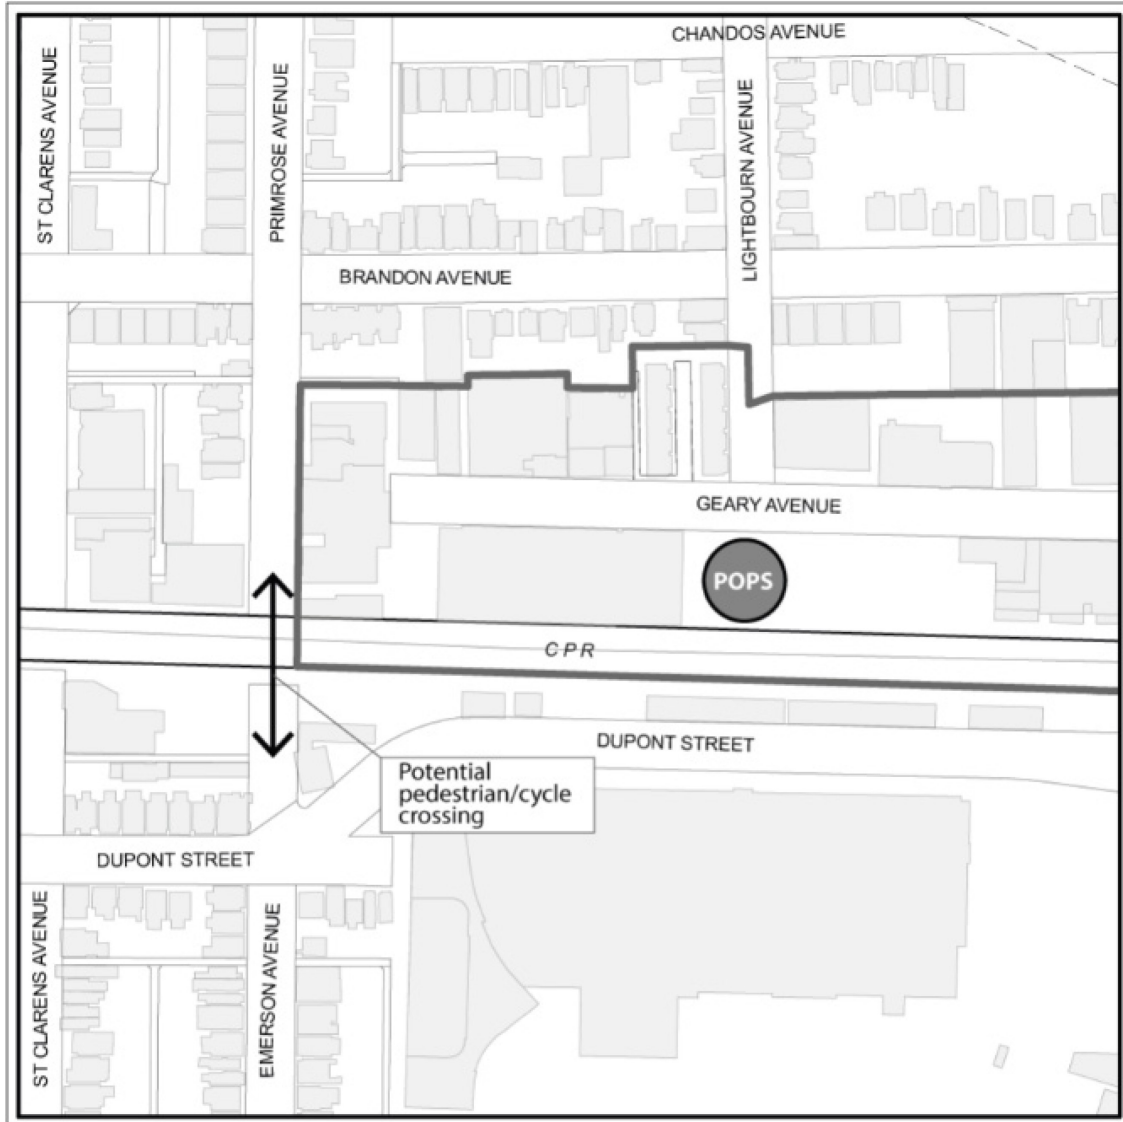 CHANDOS AVENUE
ST CLARENS AVENUE
PRIMROSE AVENUE
LIGHTBOURN AVENUE
BRANDON AVENUE
GEARY AVENUE
POPS
CPR
DUPONT STREET
Potential
pedestrian/cycle
crossing
DUPONT STREET
ST CLARENS AVENUE
EMERSON AVENUE